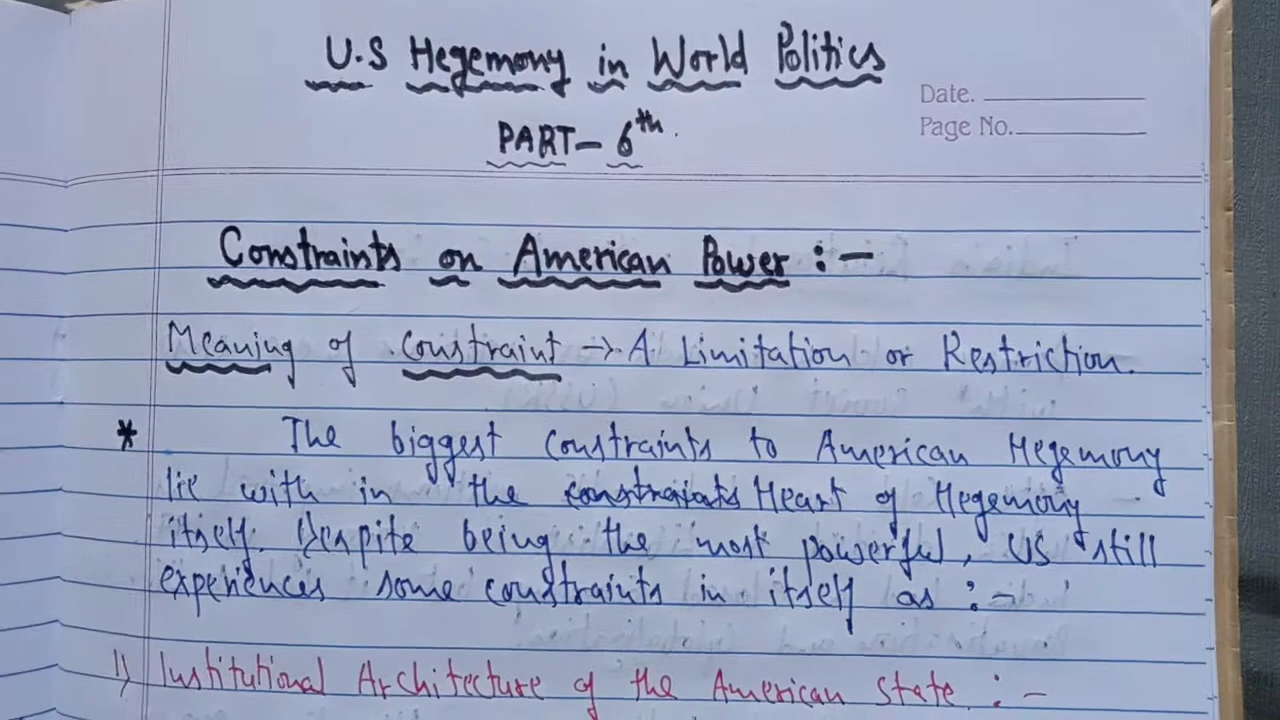 U.S Hegemony in World Politics
Date.
PART- 6th.
Page No.
Constraints on American Power :-
Meaning of Constraint → A Limitation or Restriction.
* The biggest constraints to American Hegemony
lie with in the constraints Heart of Hegemony
itself. Despite being the most powerful, US still
experiences some constraints in itself as :-
1) Institutional Architecture of the American State :-